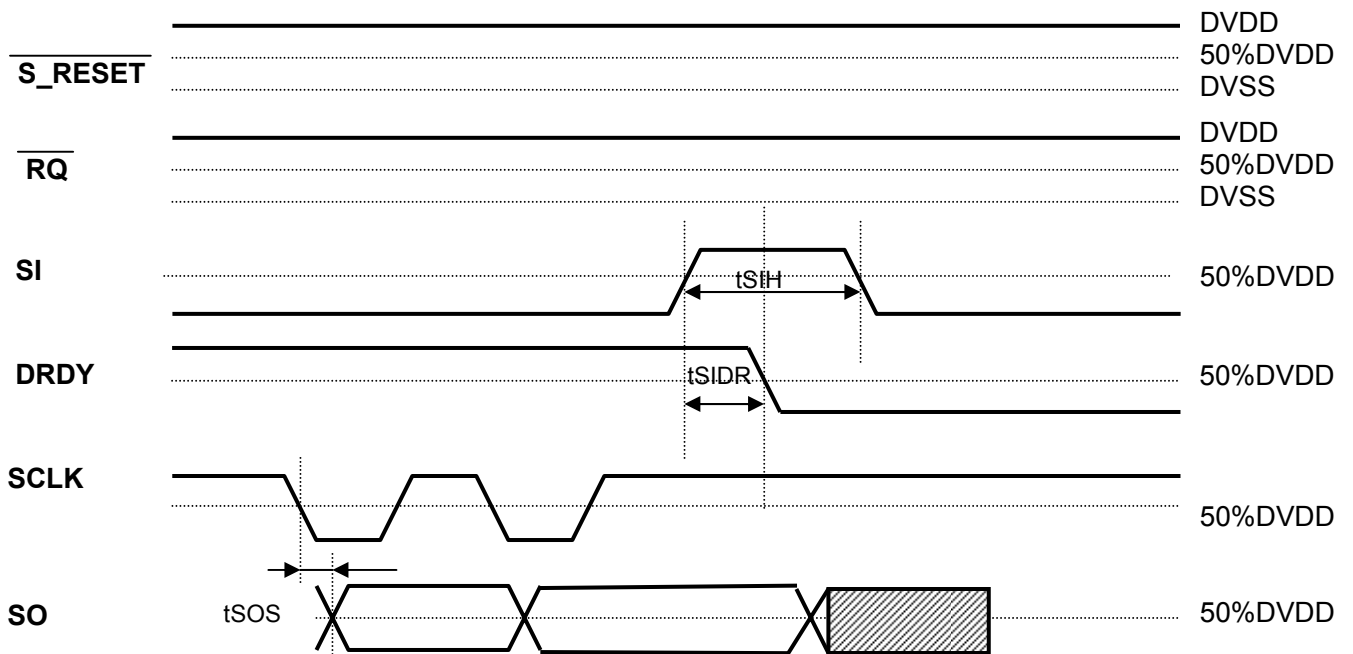 DVDD
S_RESET
50%DVDD
DVSS
DVDD
RQ
50%DVDD
DVSS
SI
tSIH
50%DVDD
DRDY
tSIDR
50%DVDD
SCLK
50%DVDD
SO
tSOS
50%DVDD